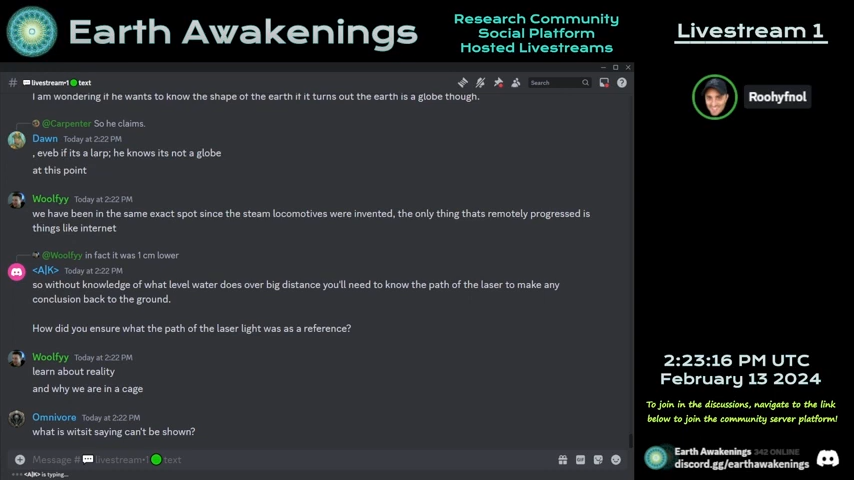 Earth Awakenings
Research Community
Social Platform
Hosted Livestreams
Livestream 1
Roohyfnol
# livestream•1 text
Search
I am wondering if he wants to know the shape of the earth if it turns out the earth is a globe though.
@Carpenter So he claims.
Dawn Today at 2:22 PM
, eveb if its a larp; he knows its not a globe
at this point
Woolfyy Today at 2:22 PM
we have been in the same exact spot since the steam locomotives were invented, the only thing thats remotely progressed is
things like internet
@Woolfyy in fact it was 1 cm lower
<A|K> Today at 2:22 PM
so without knowledge of what level water does over big distance you'll need to know the path of the laser to make any
conclusion back to the ground.
How did you ensure what the path of the laser light was as a reference?
Woolfyy Today at 2:22 PM
learn about reality
and why we are in a cage
Omnivore Today at 2:22 PM
what is witsit saying can't be shown?
Message # livestream•1 text
<A|K> is typing...
2:23:16 PM UTC
February 13 2024
To join in the discussions, navigate to the link
below to join the community server platform!
Earth Awakenings 342 ONLINE
discord.gg/earthawakenings